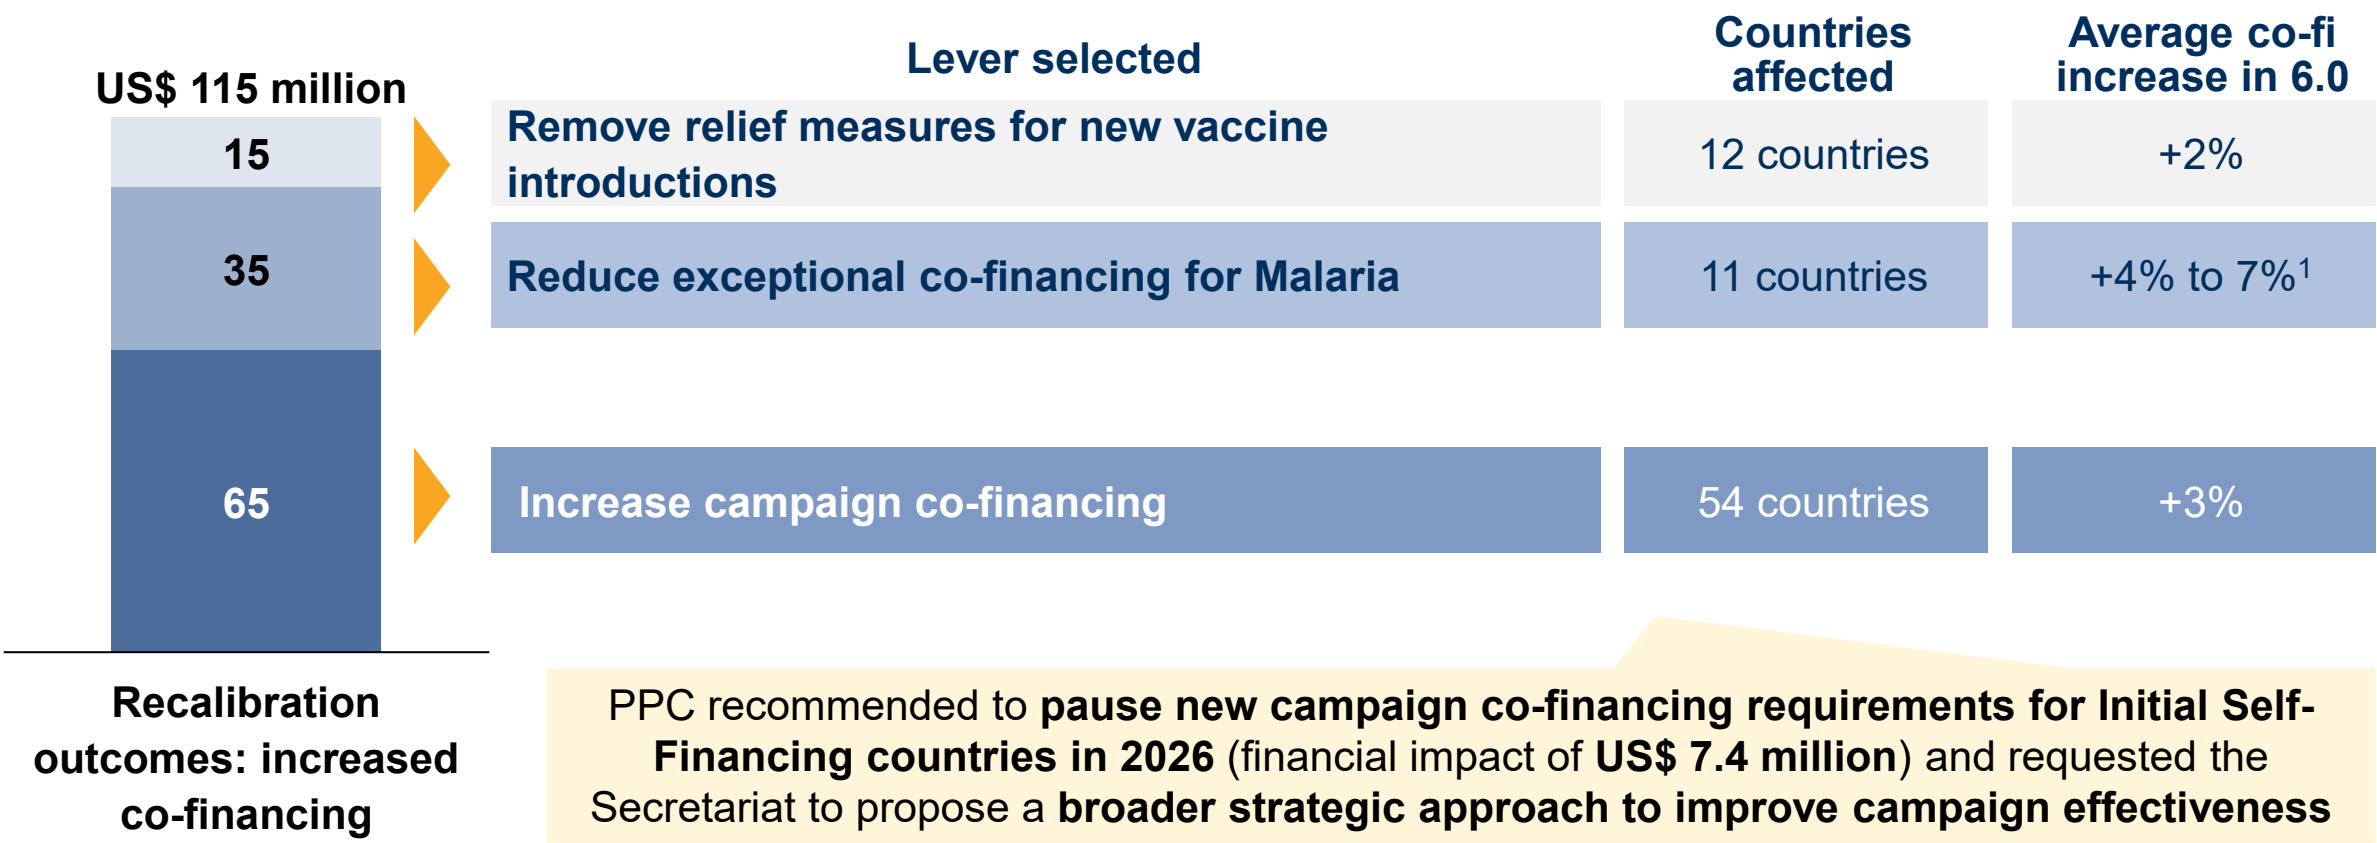 US$ 115 million
Lever selected
Countries
affected
Average co-fi
increase in 6.0
15
Remove relief measures for new vaccine
introductions
12 countries
+2%
35
Reduce exceptional co-financing for Malaria
11 countries
+4% to 7%¹
65
Increase campaign co-financing
54 countries
+3%
Recalibration
outcomes: increased
co-financing
PPC recommended to pause new campaign co-financing requirements for Initial Self-
Financing countries in 2026 (financial impact of US$ 7.4 million) and requested the
Secretariat to propose a broader strategic approach to improve campaign effectiveness